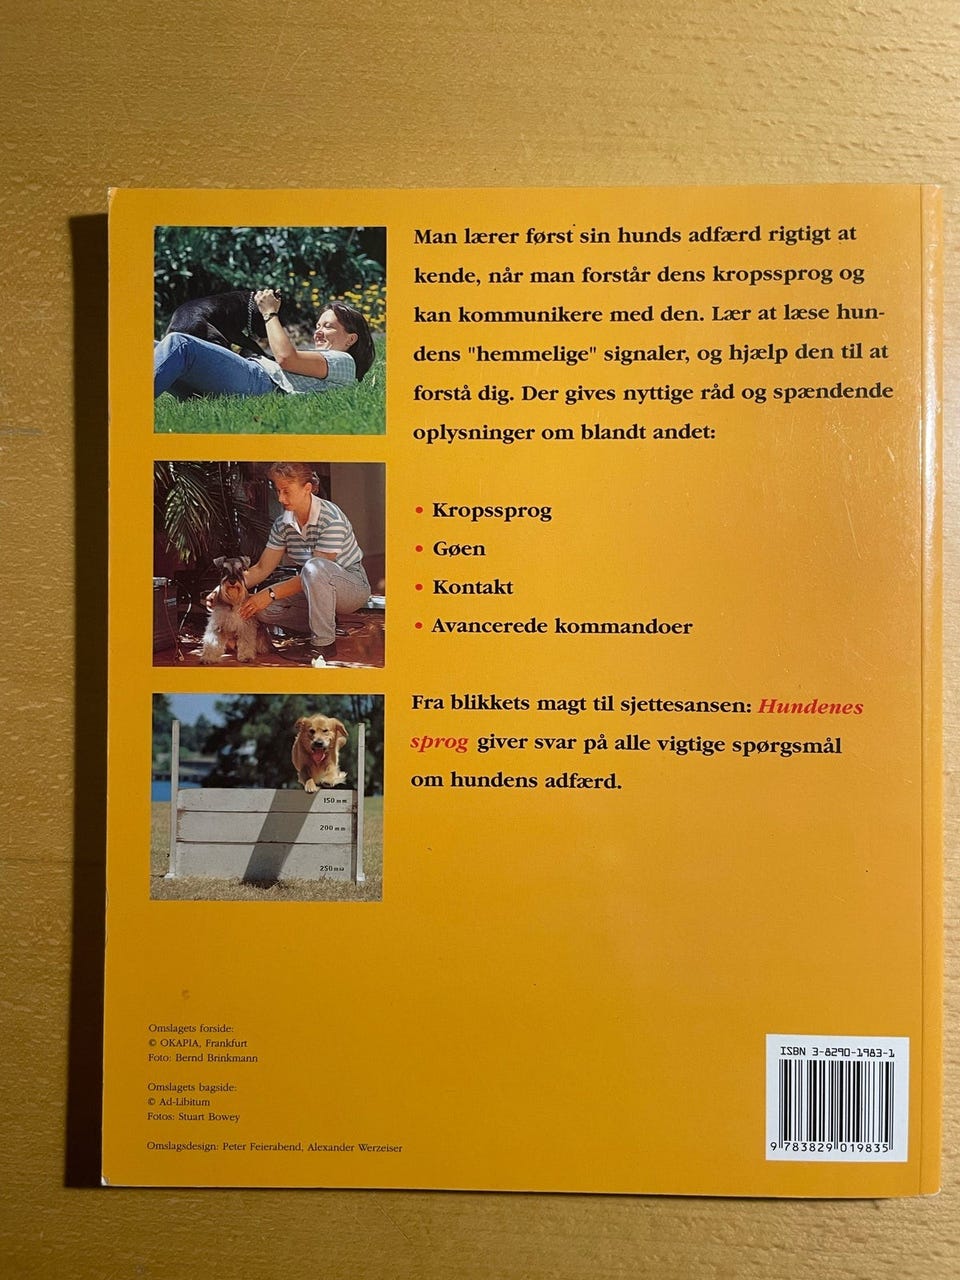 Man lærer først sin hunds adfærd rigtigt at
kende, når man forstår dens kropssprog og
kan kommunikere med den. Lær at læse hun-
dens "hemmelige" signaler, og hjælp den til at
forstå dig. Der gives nyttige råd og spændende
oplysninger om blandt andet:
• Kropssprog
• Gøen
• Kontakt
• Avancerede kommandoer
Fra blikkets magt til sjettesansen: Hundenes
sprog giver svar på alle vigtige spørgsmål
om hundens adfærd.
150 mm
200 mm
250 mm
Omslagets forside:
© OKAPIA, Frankfurt
Foto: Bernd Brinkmann
Omslagets bagside:
© Ad-Libitum
Fotos: Stuart Bowey
Omslagsdesign: Peter Feierabend, Alexander Werzeiser
ISBN 3-8290-1983-1
9 783829 019835